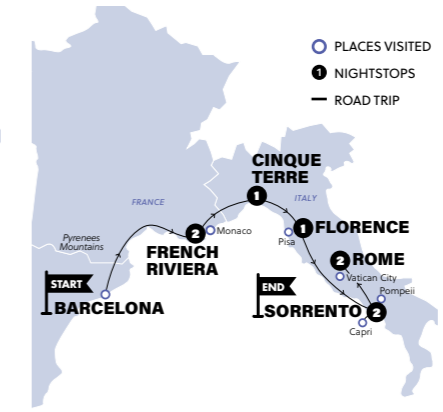 PLACES VISITED
1 NIGHTSTOPS
ROAD TRIP
CINQUE
TERRE
1
ITALY
FRANCE
1 FLORENCE
2
Monaco
Pisa
FRENCH
RIVIERA
Pyrenees
Mountains
2 ROME
Vatican City
START
BARCELONA
END
Pompeii
SORRENTO 2
Capri